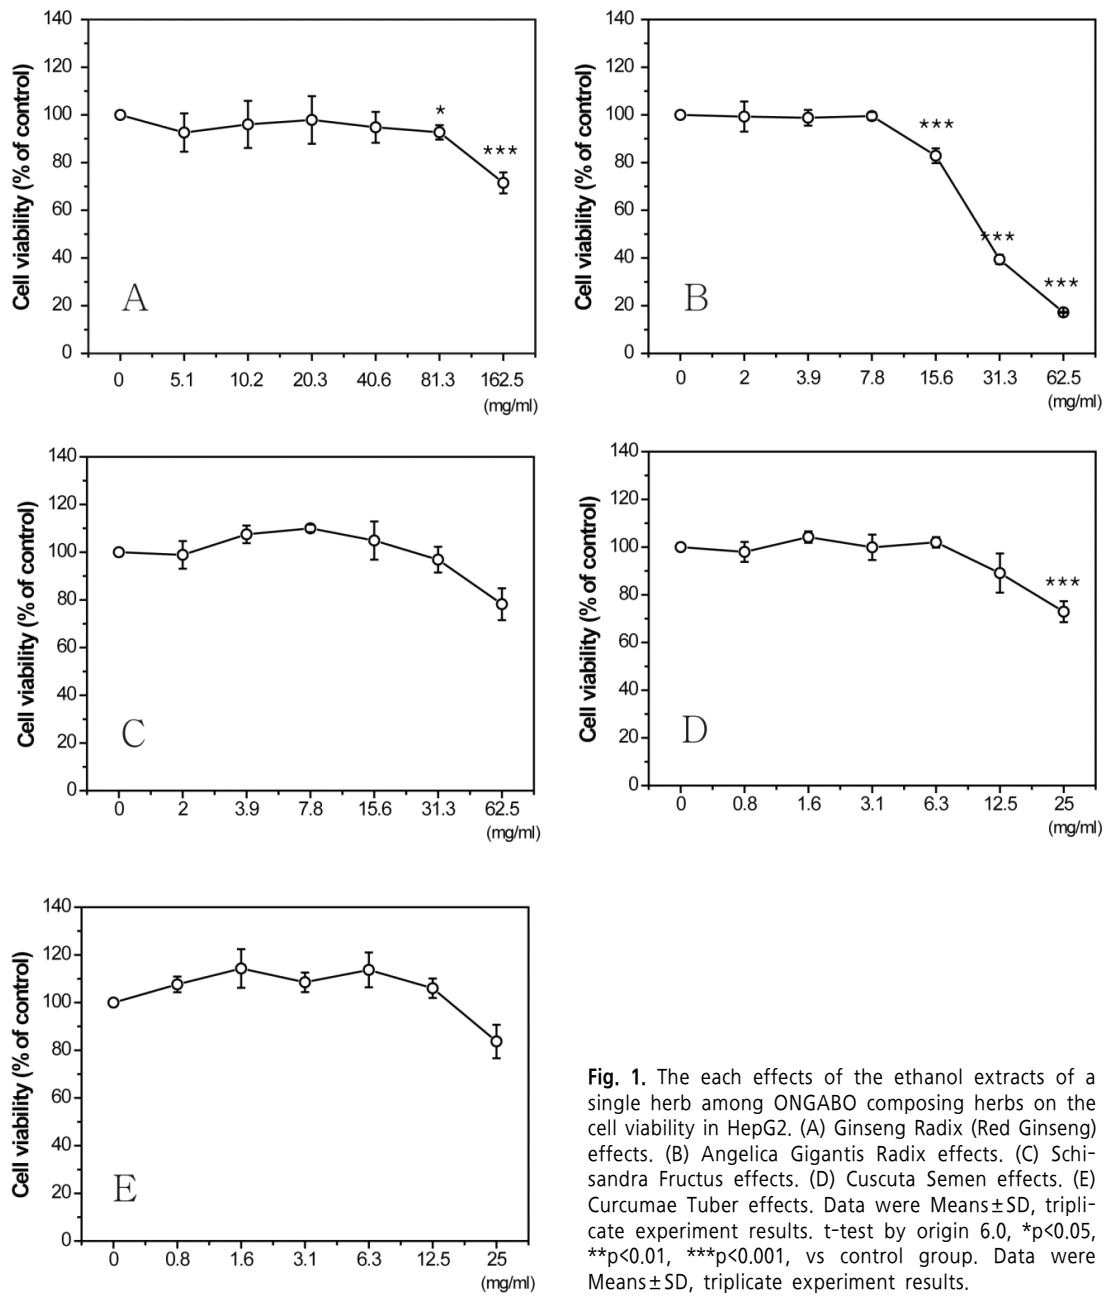 140
120
100
80
60
40
20
0
Cell viability (% of control)
*
***
A
0 5.1 10.2 20.3 40.6 81.3 162.5
(mg/ml)
140
120
100
80
60
40
20
0
Cell viability (% of control)
***
***
***
B
0 2 3.9 7.8 15.6 31.3 62.5
(mg/ml)
140
120
100
80
60
40
20
0
Cell viability (% of control)
C
0 2 3.9 7.8 15.6 31.3 62.5
(mg/ml)
140
120
100
80
60
40
20
0
Cell viability (% of control)
***
D
0 0.8 1.6 3.1 6.3 12.5 25
(mg/ml)
140
120
100
80
60
40
20
0
Cell viability (% of control)
E
0 0.8 1.6 3.1 6.3 12.5 25
(mg/ml)
Fig. 1. The each effects of the ethanol extracts of a
single herb among ONGABO composing herbs on the
cell viability in HepG2. (A) Ginseng Radix (Red Ginseng)
effects. (B) Angelica Gigantis Radix effects. (C) Schi-
sandra Fructus effects. (D) Cuscuta Semen effects. (E)
Curcumae Tuber effects. Data were Means±SD, tripli-
cate experiment results. t-test by origin 6.0, *p<0.05,
**p<0.01, ***p<0.001, vs control group. Data were
Means±SD, triplicate experiment results.